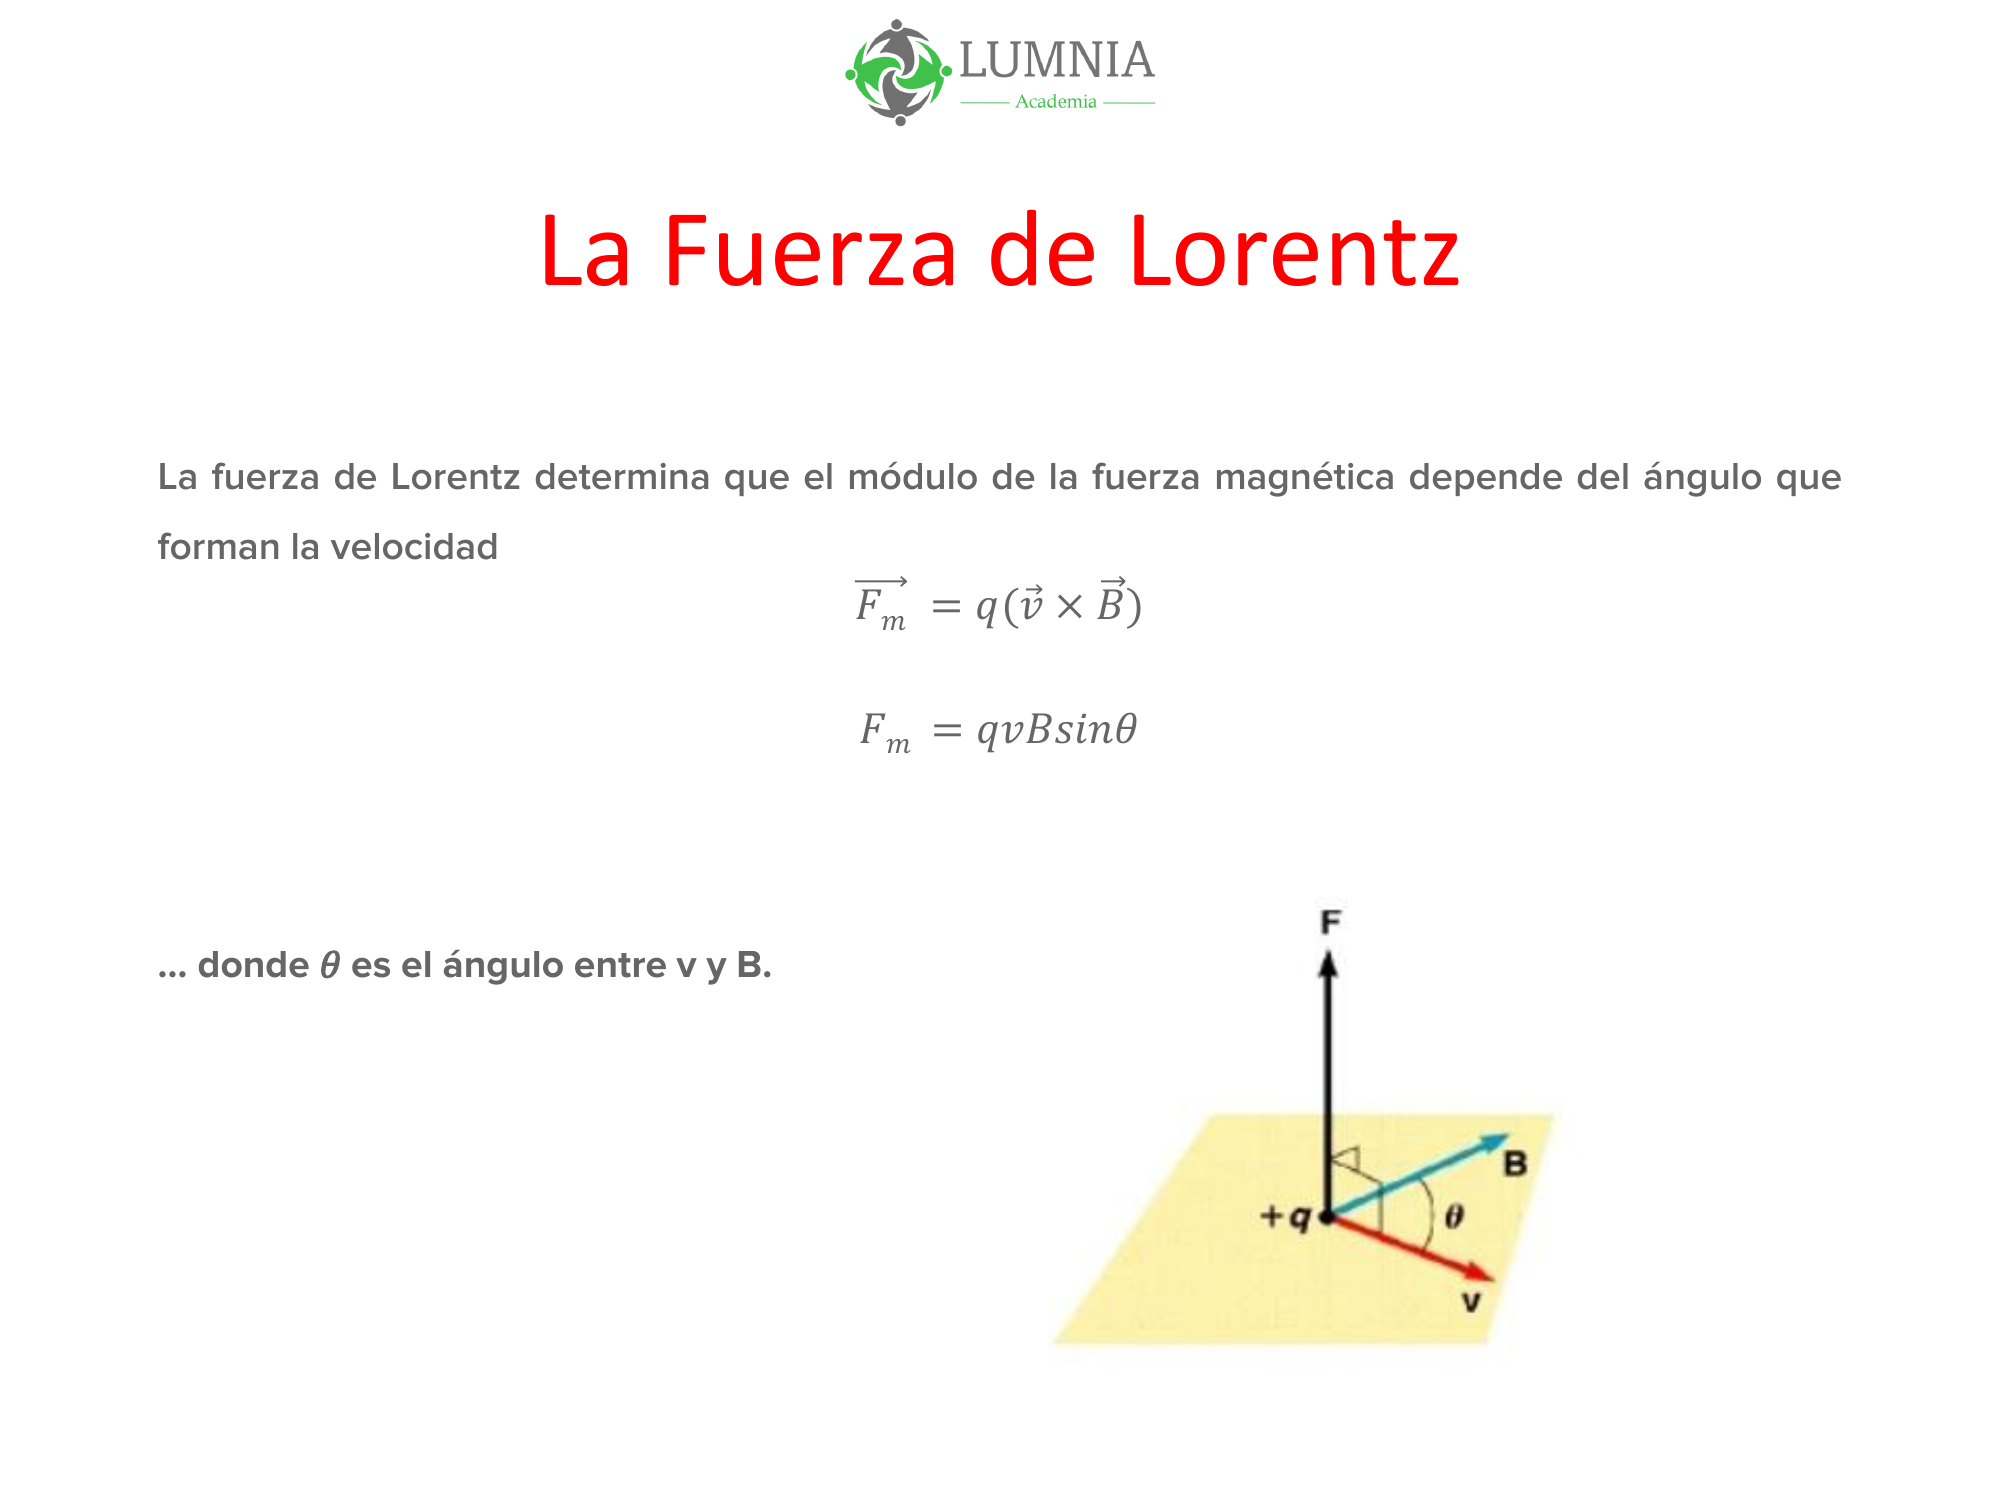 LUMNIA
Academia
La Fuerza de Lorentz
La fuerza de Lorentz determina que el módulo de la fuerza magnética depende del ángulo que
forman la velocidad
$\overrightarrow{F_m} = q(\vec{v} \times \vec{B})$
$F_m = qvBsin\theta$
... donde θ es el ángulo entre v y B.
F
B
+q
θ
v